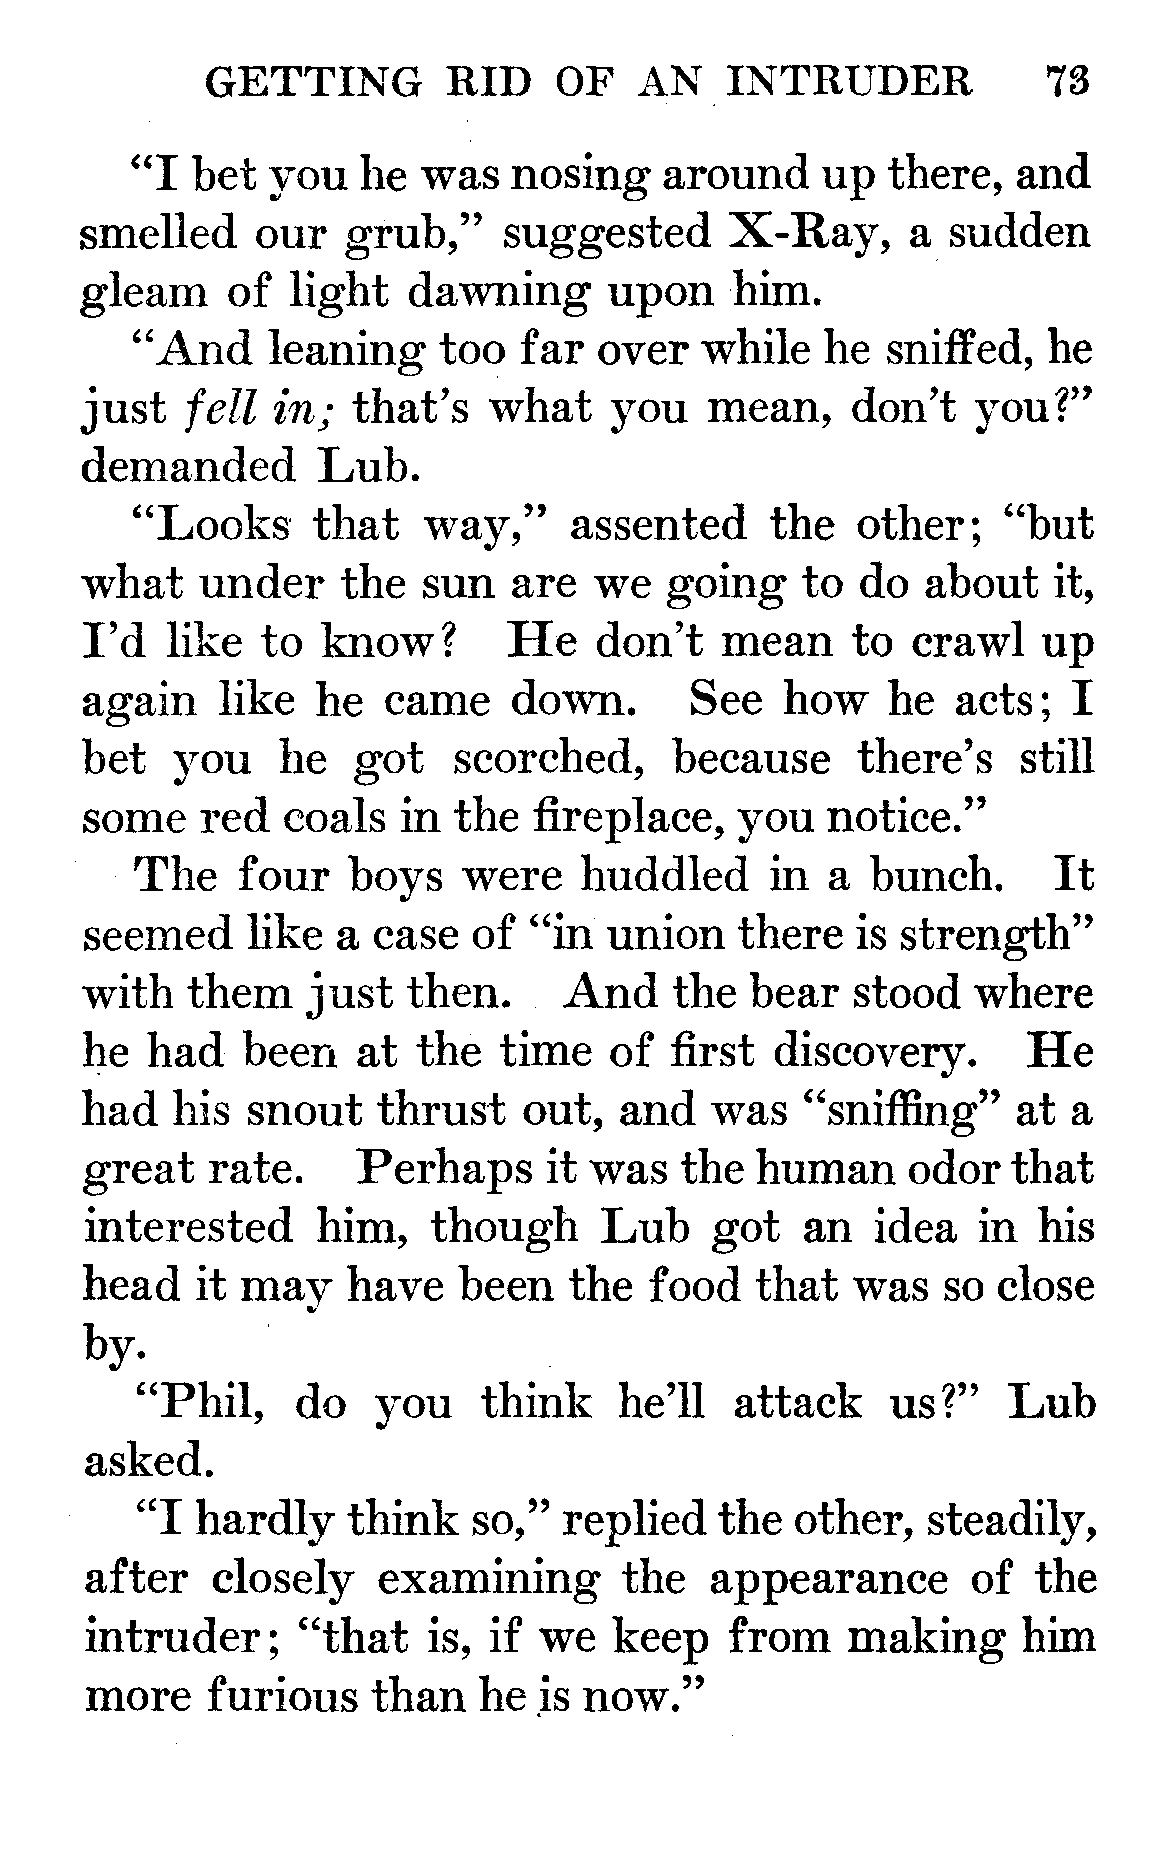 GETTING RID OF AN INTRUDER 73
“I bet you he was nosing around up there, and
smelled our grub,” suggested X-Ray, a sudden
gleam of light dawning upon him.
“And leaning too far over while he sniffed, he
just fell in; that’s what you mean, don’t you?”
demanded Lub.
“Looks that way,” assented the other; “but
what under the sun are we going to do about it,
I’d like to know? He don’t mean to crawl up
again like he came down. See how he acts; I
bet you he got scorched, because there’s still
some red coals in the fireplace, you notice.”
The four boys were huddled in a bunch. It
seemed like a case of “in union there is strength”
with them just then. And the bear stood where
he had been at the time of first discovery. He
had his snout thrust out, and was “sniffing” at a
great rate. Perhaps it was the human odor that
interested him, though Lub got an idea in his
head it may have been the food that was so close
by.
“Phil, do you think he’ll attack us?” Lub
asked.
“I hardly think so,” replied the other, steadily,
after closely examining the appearance of the
intruder; “that is, if we keep from making him
more furious than he is now.”